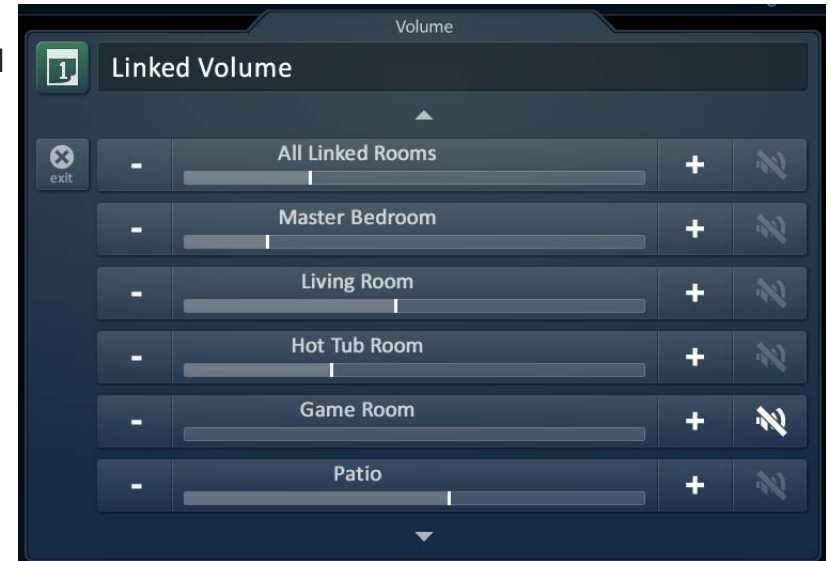 Volume
1
Linked Volume
All Linked Rooms
exit
- +
Master Bedroom
- +
Living Room
- +
Hot Tub Room
- +
Game Room
- +
Patio
- +